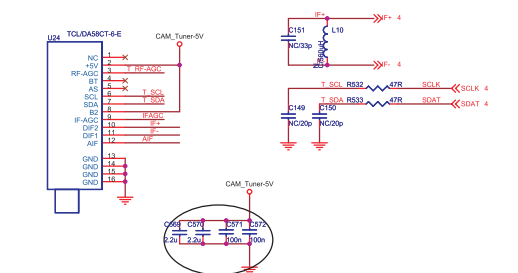 TCL/DA58CT-6-E
U24
CAM_Tuner-5V
NC 1
+5V 2
RF-AGC 3 T_RF-AGC
BT 4
AS 5
SCL 6 T_SCL
SDA 7 T_SDA
B2 8
IF-AGC 9 IFAGC
DIF2 10 IF+
DIF1 11 IF-
AIF 12 AIF
GND 13
GND 14
GND 15
GND 16
IF+ IF+ 4
C151 L10
NC/33p
IF- 4
T_SCL R532 47R SCLK SCLK 4
T_SDA R533 47R SDAT SDAT 4
C149 C150
NC/20p NC/20p
CAM_Tuner-5V
C569 C570 C571 C572
2.2u 2.2u 100n 100n